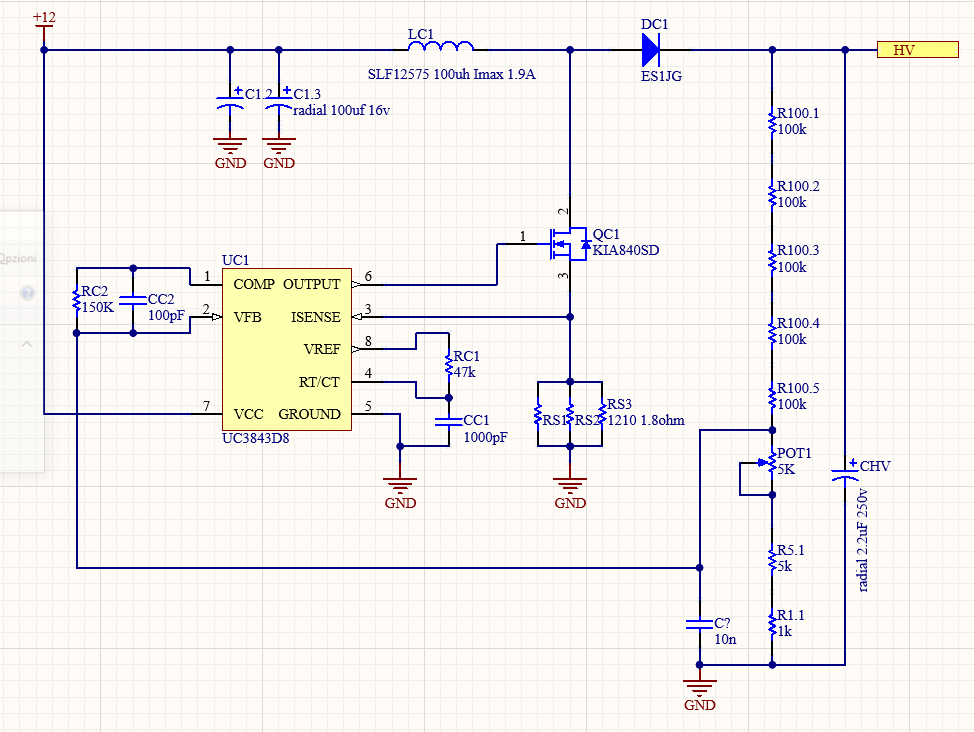 +12
LC1
SLF12575 100uh Imax 1.9A
DC1
ES1JG
HV
C1.2
C1.3
radial 100uf 16v
GND
GND
R100.1
100k
R100.2
100k
R100.3
100k
R100.4
100k
R100.5
100k
2
1
3
QC1
KIA840SD
Opzioni
?
UC1
1
COMP
OUTPUT
6
2
VFB
ISENSE
3
VREF
8
RT/CT
4
7
VCC
GROUND
5
UC3843D8
RC2
150K
CC2
100pF
RC1
47k
CC1
1000pF
GND
RS1
RS2
RS3
1210 1.8ohm
GND
POT1
5K
CHV
radial 2.2uF 250v
R5.1
5k
R1.1
1k
C?
10n
GND